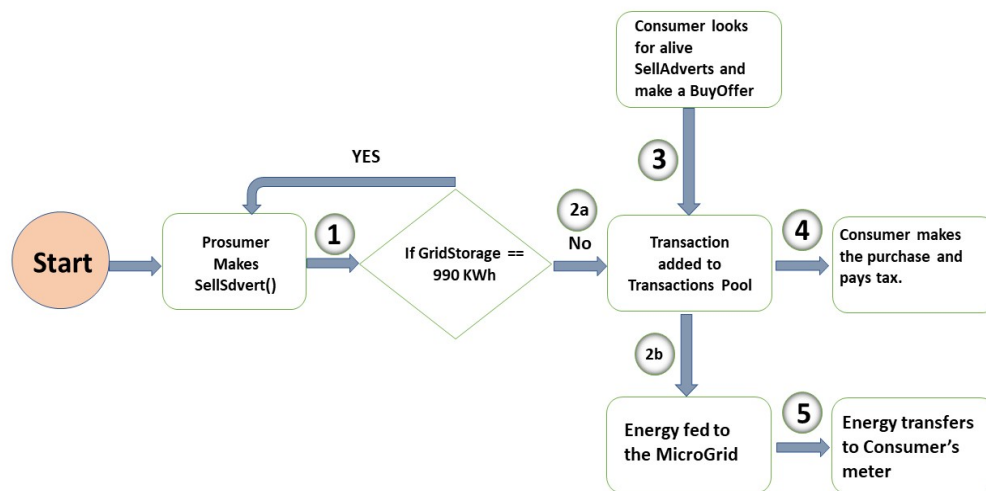 Consumer looks
for alive
SellAdverts and
make a BuyOffer
YES
3
2a
No
1
4
Start
Prosumer
Makes
SellSdvert()
If GridStorage ==
990 KWh
Transaction
added to
Transactions Pool
Consumer makes
the purchase and
pays tax.
2b
5
Energy fed to
the MicroGrid
Energy transfers
to Consumer's
meter